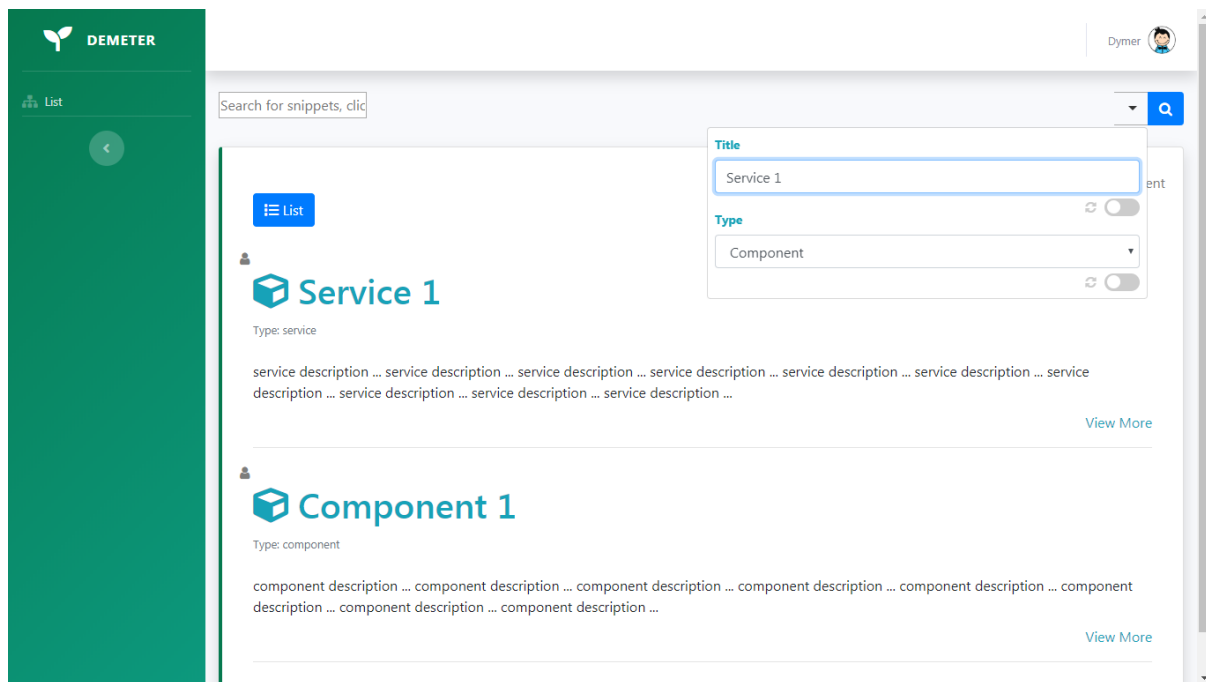 DEMETER
Dymer
List
Search for snippets, clic
Title
Service 1
ent
List
Type
Component
Service 1
Type: service
service description ... service description ... service description ... service description ... service description ... service description ... service
description ... service description ... service description ... service description ...
View More
Component 1
Type: component
component description ... component description ... component description ... component description ... component description ... component
description ... component description ... component description ...
View More